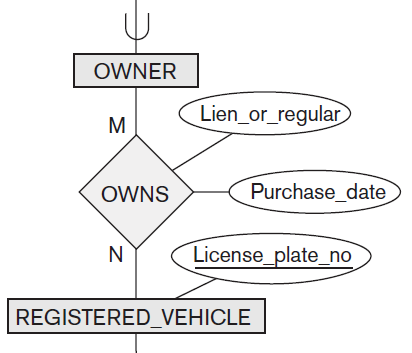 OWNER
Lien_or_regular
M
OWNS
Purchase_date
N
License_plate_no
REGISTERED_VEHICLE